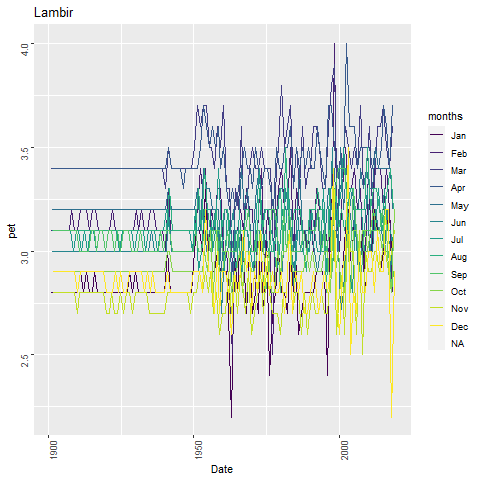 Lambir
4.0
3.5
3.0
2.5
pet
1900
1950
2000
Date
months
Jan
Feb
Mar
Apr
May
Jun
Jul
Aug
Sep
Oct
Nov
Dec
NA